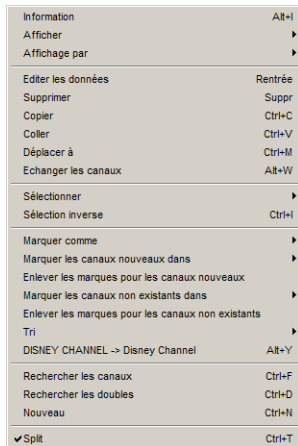 Information Alt+I
Afficher
Affichage par
Editer les données Rentrée
Supprimer Suppr
Copier Ctrl+C
Coller Ctrl+V
Déplacer à Ctrl+M
Echanger les canaux Alt+W
Sélectionner
Sélection inverse Ctrl+I
Marquer comme
Marquer les canaux nouveaux dans
Enlever les marques pour les canaux nouveaux
Marquer les canaux non existants dans
Enlever les marques pour les canaux non existants
Tri
DISNEY CHANNEL -> Disney Channel Alt+Y
Rechercher les canaux Ctrl+F
Rechercher les doubles Ctrl+D
Nouveau Ctrl+N
Split Ctrl+T